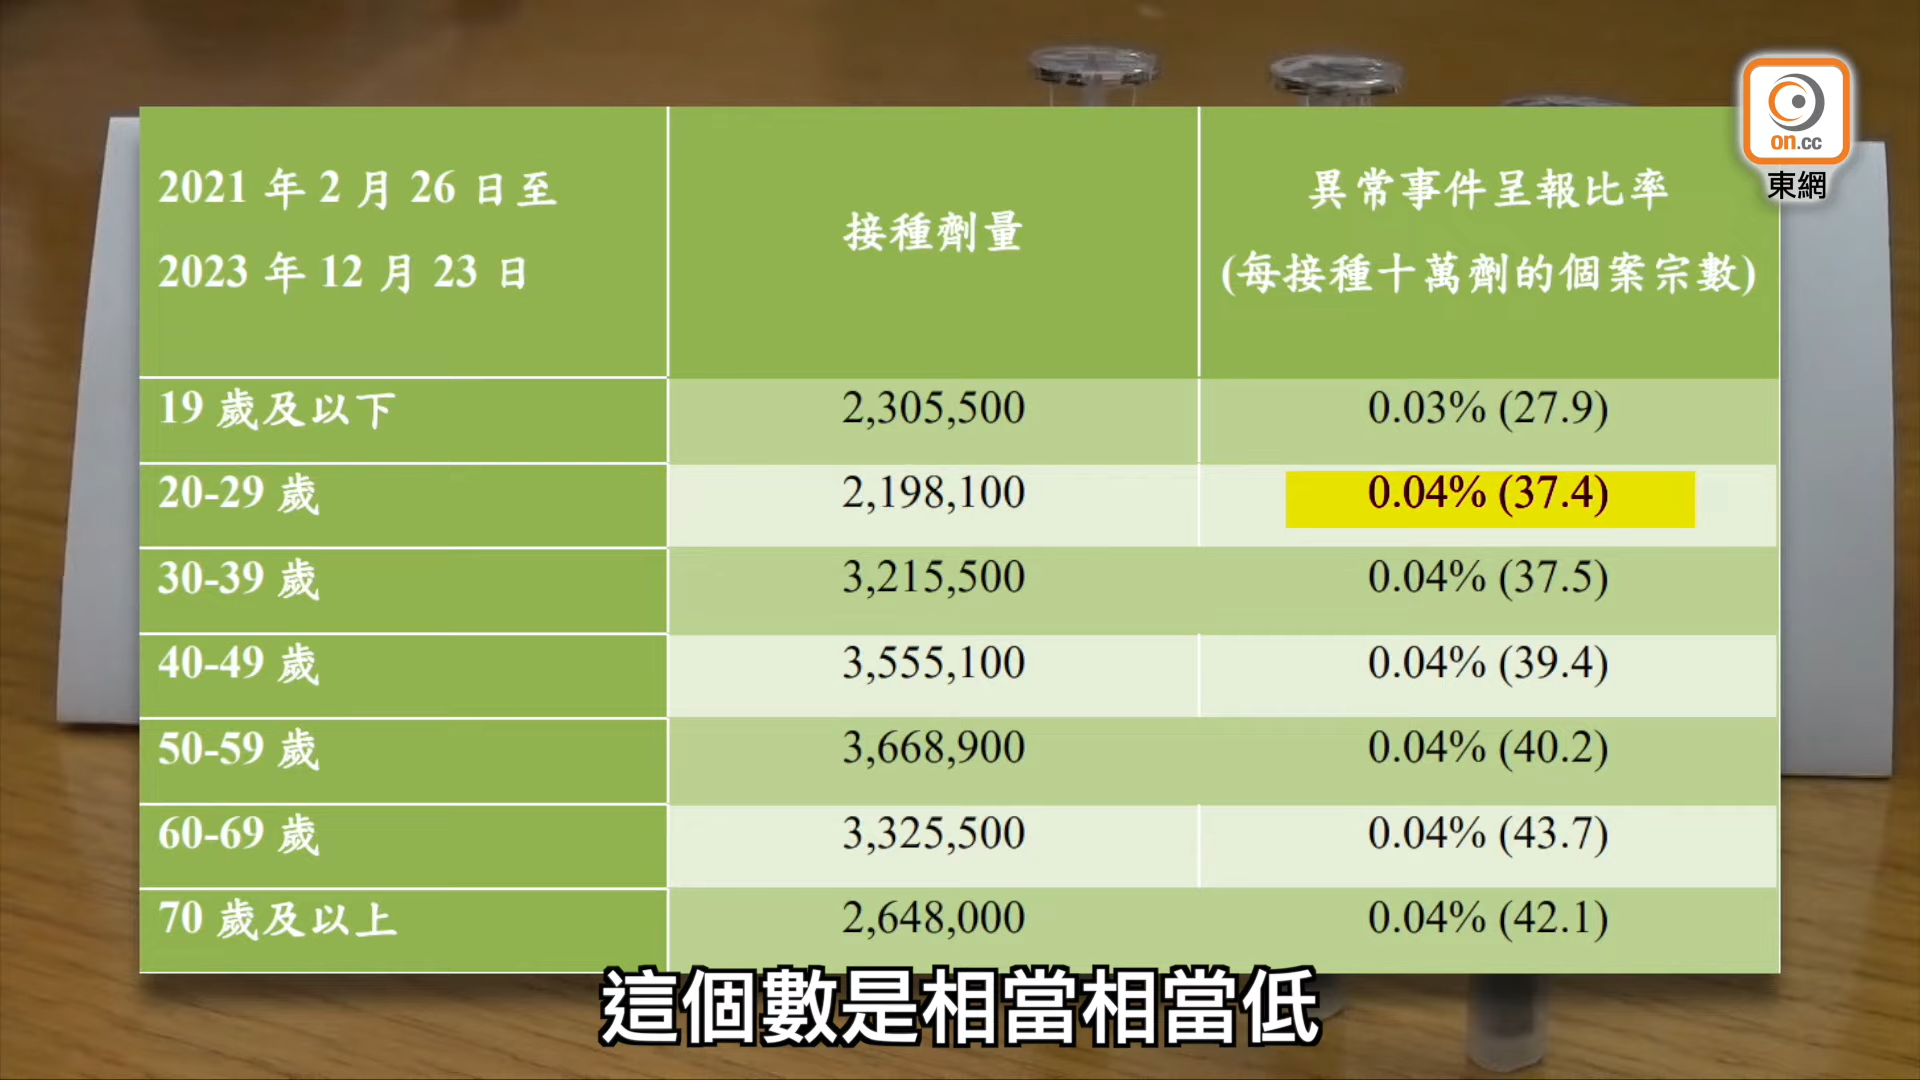 on.cc
東網
2021 年 2 月 26 日至
2023 年 12 月 23 日
接種劑量
異常事件呈報比率
(每接種十萬劑的個案宗數)
19 歲及以下 2,305,500 0.03% (27.9)
20-29 歲 2,198,100 0.04% (37.4)
30-39 歲 3,215,500 0.04% (37.5)
40-49 歲 3,555,100 0.04% (39.4)
50-59 歲 3,668,900 0.04% (40.2)
60-69 歲 3,325,500 0.04% (43.7)
70 歲及以上 2,648,000 0.04% (42.1)
這個數是相當相當低